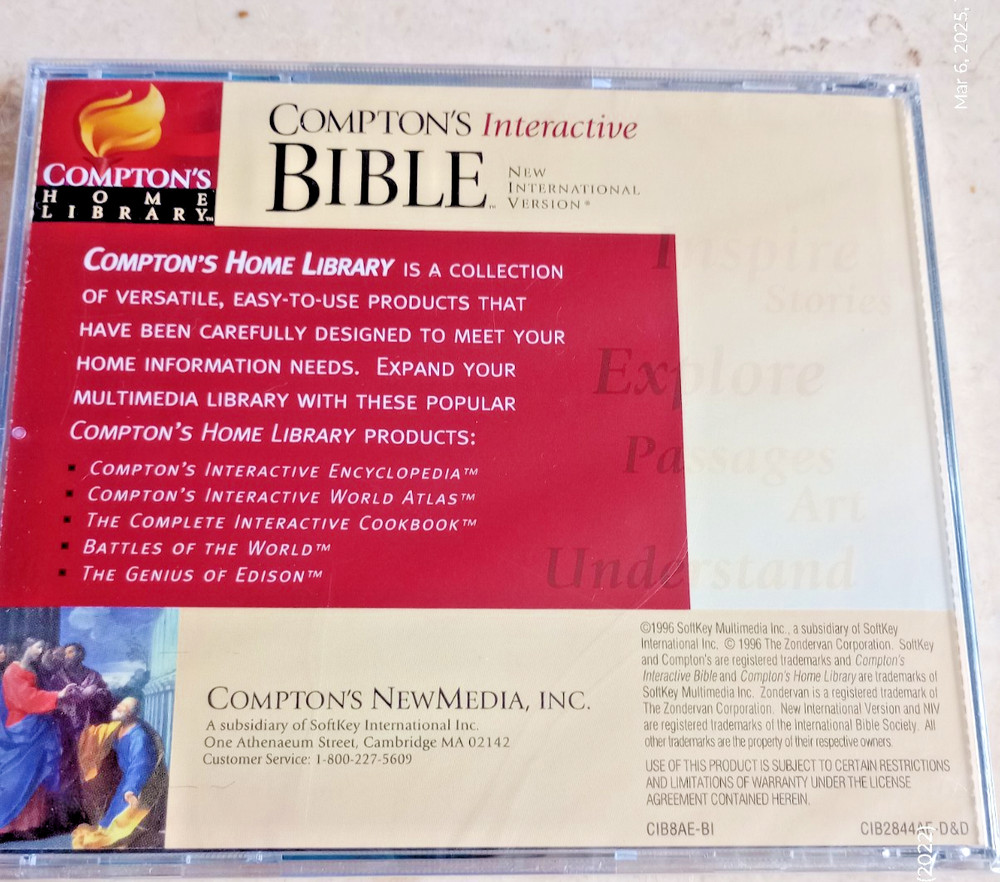 Mar 6, 2025,
COMPTON'S
HOME
LIBRARY™
COMPTON'S Interactive
BIBLE™
NEW
INTERNATIONAL
VERSION®
COMPTON'S HOME LIBRARY IS A COLLECTION
OF VERSATILE, EASY-TO-USE PRODUCTS THAT
HAVE BEEN CAREFULLY DESIGNED TO MEET YOUR
HOME INFORMATION NEEDS. EXPAND YOUR
MULTIMEDIA LIBRARY WITH THESE POPULAR
COMPTON'S HOME LIBRARY PRODUCTS:
▪ COMPTON'S INTERACTIVE ENCYCLOPEDIA™
▪ COMPTON'S INTERACTIVE WORLD ATLAS™
▪ THE COMPLETE INTERACTIVE COOKBOOK™
▪ BATTLES OF THE WORLD™
▪ THE GENIUS OF EDISON™
Inspire
Stories
Explore
Passages
Art
Understand
COMPTON'S NEWMEDIA, INC.
A subsidiary of SoftKey International Inc.
One Athenaeum Street, Cambridge MA 02142
Customer Service: 1-800-227-5609
©1996 SoftKey Multimedia Inc., a subsidiary of SoftKey
International Inc. © 1996 The Zondervan Corporation. SoftKey
and Compton's are registered trademarks and Compton's
Interactive Bible and Compton's Home Library are trademarks of
SoftKey Multimedia Inc. Zondervan is a registered trademark of
The Zondervan Corporation. New International Version and NIV
are registered trademarks of the International Bible Society. All
other trademarks are the property of their respective owners.
USE OF THIS PRODUCT IS SUBJECT TO CERTAIN RESTRICTIONS
AND LIMITATIONS OF WARRANTY UNDER THE LICENSE
AGREEMENT CONTAINED HEREIN.
CIB8AE-BI
CIB2844AE-D&D
(2022)